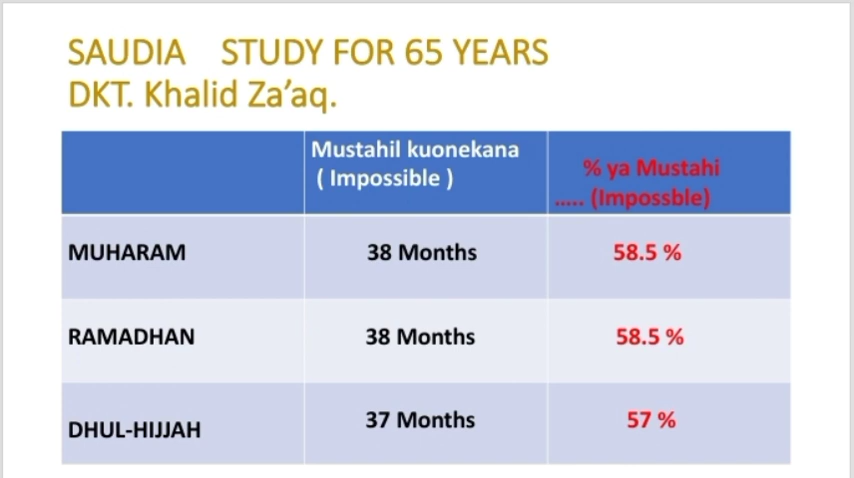 SAUDIA STUDY FOR 65 YEARS
DKT. Khalid Za’aq.
Mustahil kuonekana
( Impossible )
% ya Mustahi
..... (Impossble)
MUHARAM
38 Months
58.5 %
RAMADHAN
38 Months
58.5 %
DHUL-HIJJAH
37 Months
57 %